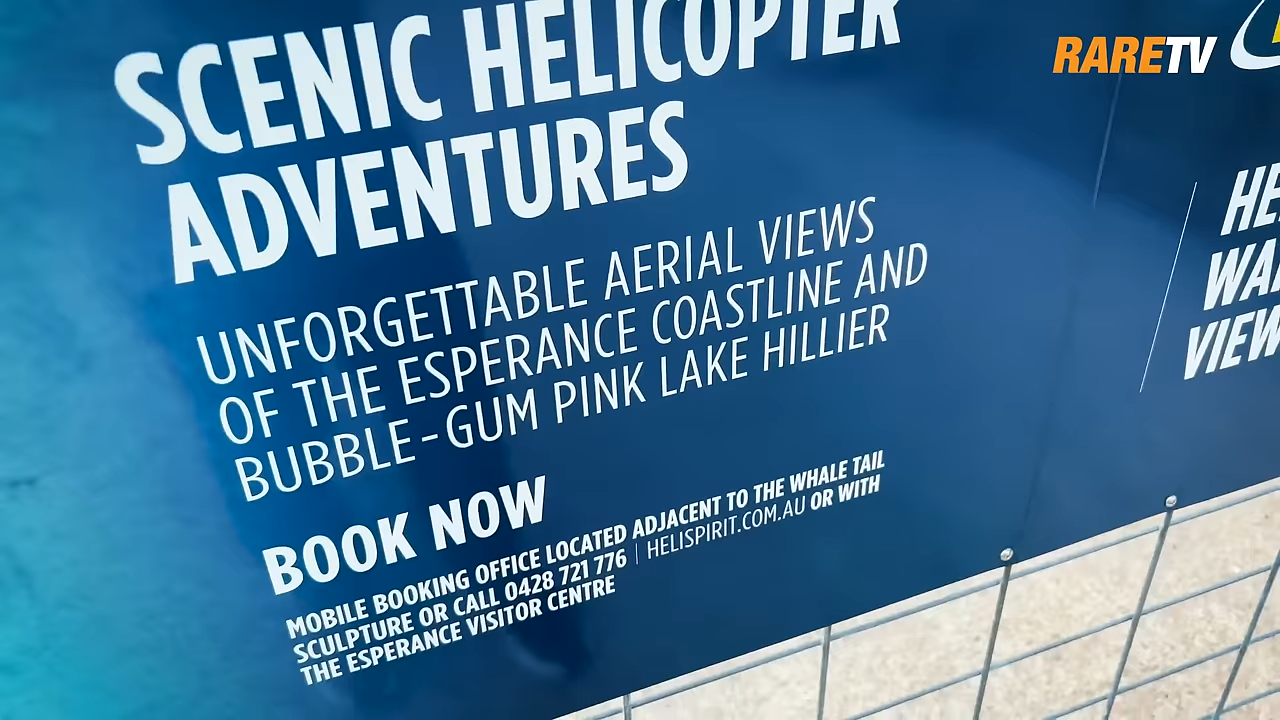 RARETV
SCENIC HELICOPTER
ADVENTURES
UNFORGETTABLE AERIAL VIEWS
OF THE ESPERANCE COASTLINE AND
BUBBLE-GUM PINK LAKE HILLIER
BOOK NOW
MOBILE BOOKING OFFICE LOCATED ADJACENT TO THE WHALE TAIL
SCULPTURE OR CALL 0428 721 776 | HELISPIRIT.COM.AU OR WITH
THE ESPERANCE VISITOR CENTRE